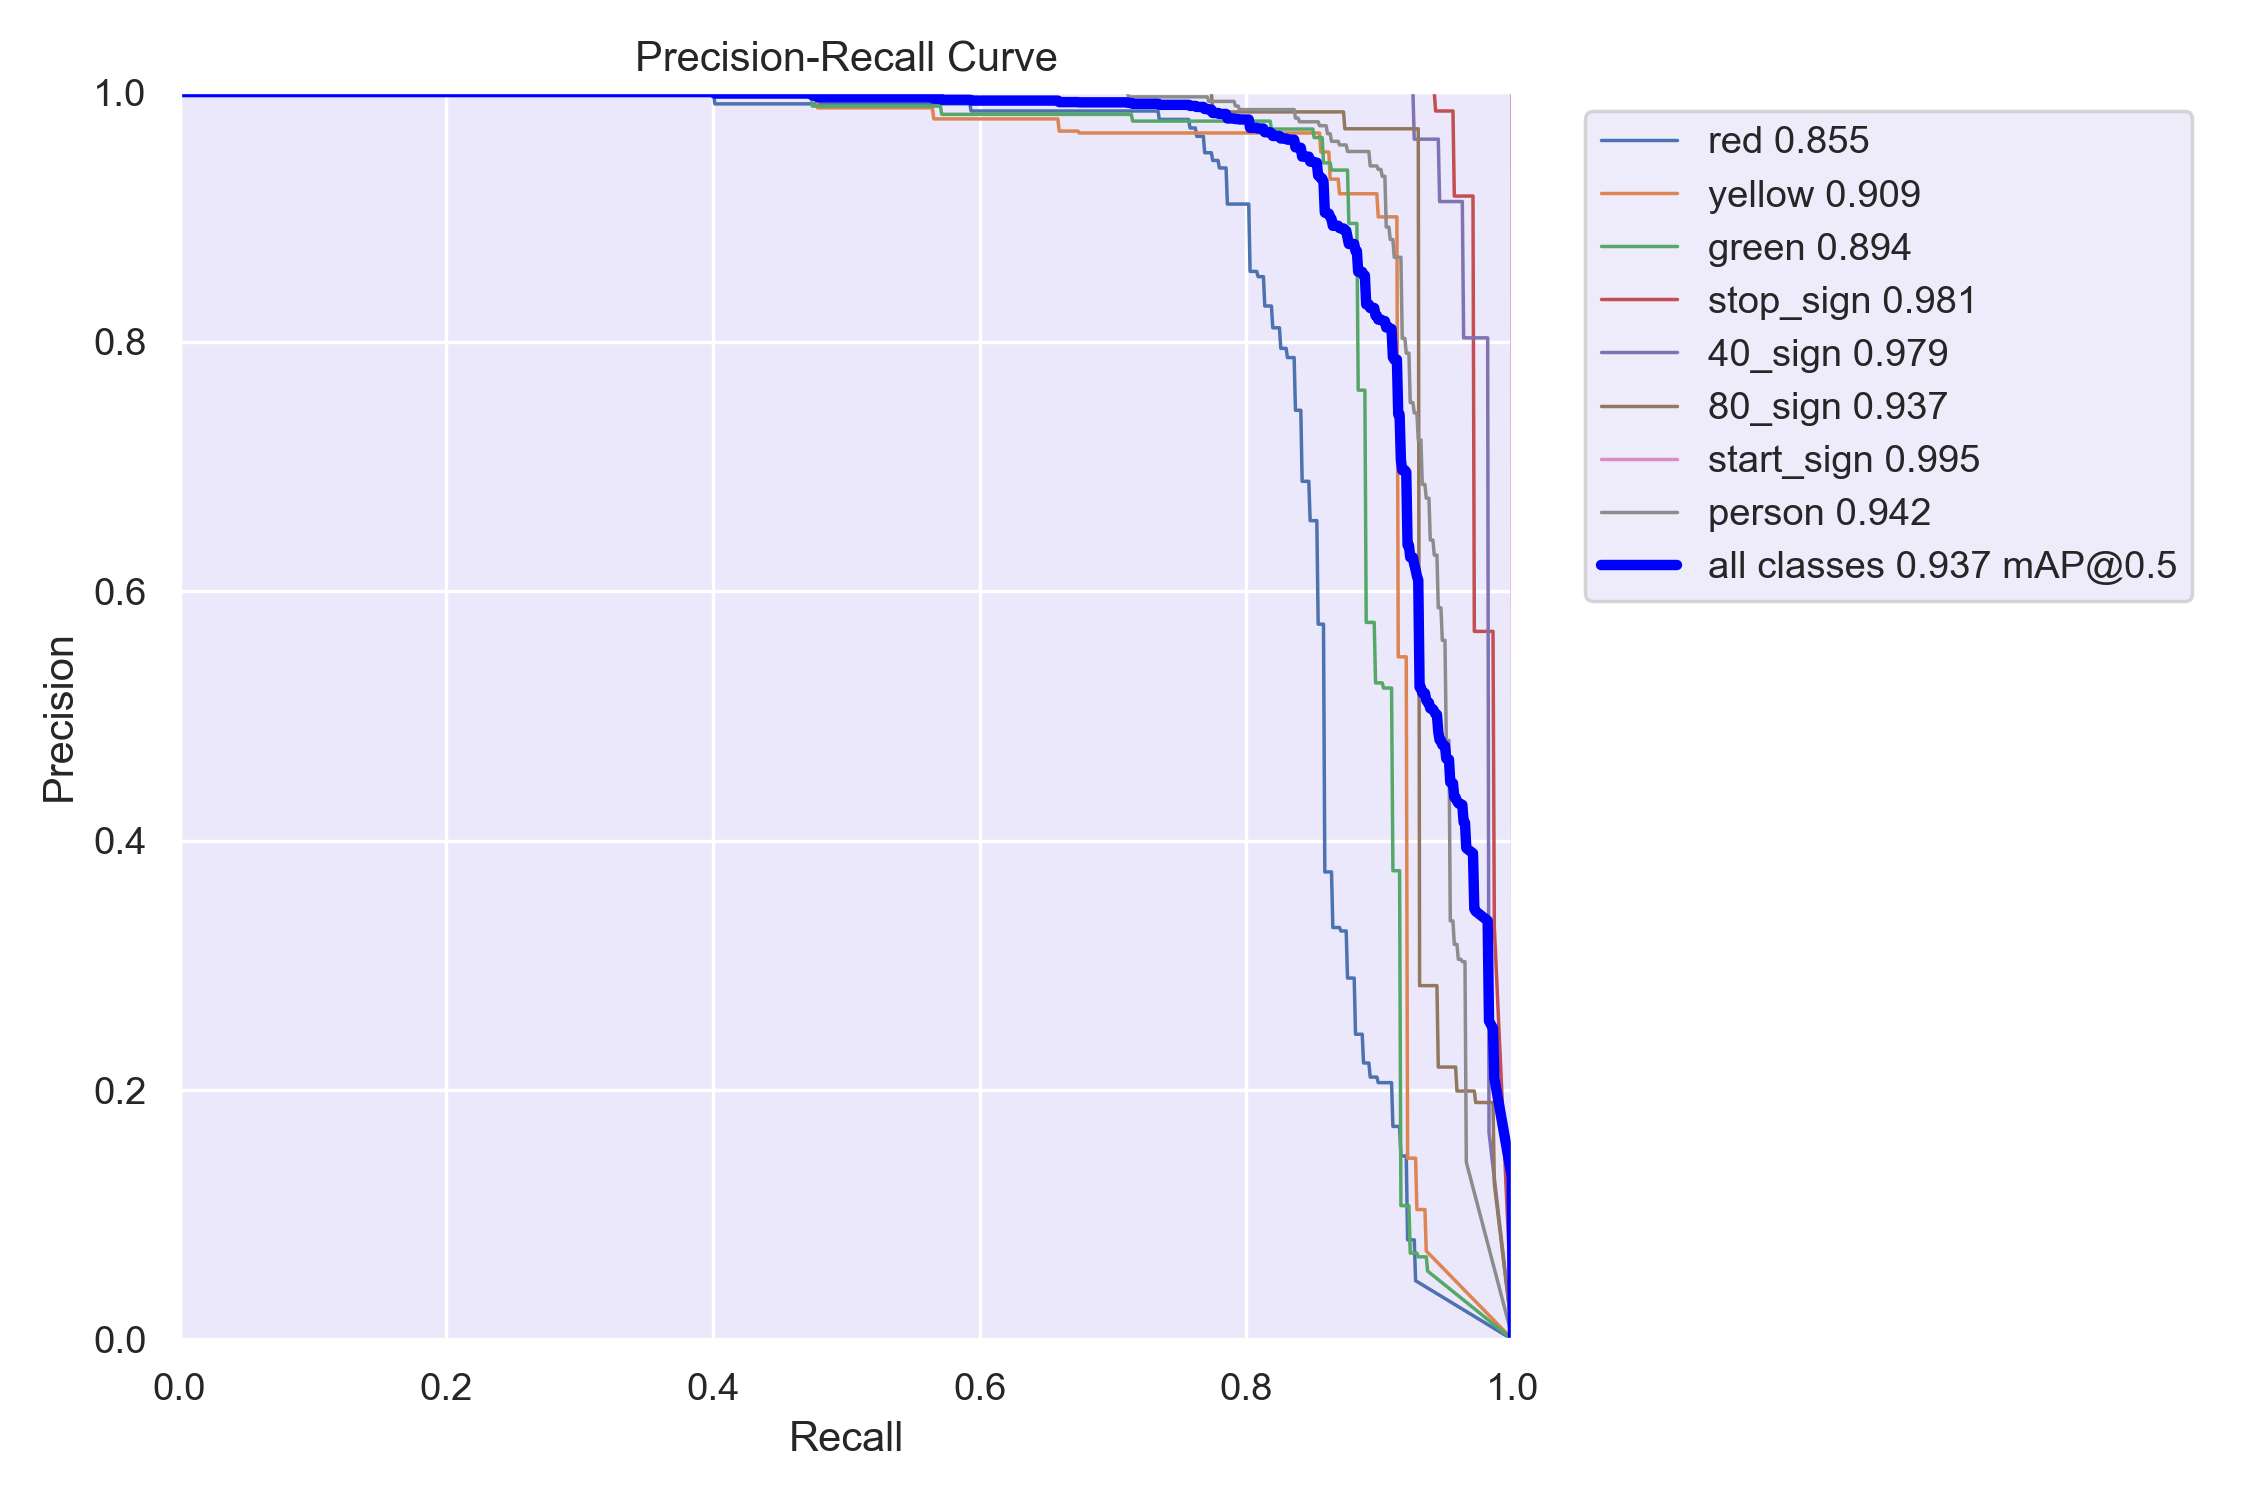 Precision-Recall Curve
1.0
0.8
0.6
0.4
0.2
0.0
Precision
0.0 0.2 0.4 0.6 0.8 1.0
Recall
red 0.855
yellow 0.909
green 0.894
stop_sign 0.981
40_sign 0.979
80_sign 0.937
start_sign 0.995
person 0.942
all classes 0.937 mAP@0.5